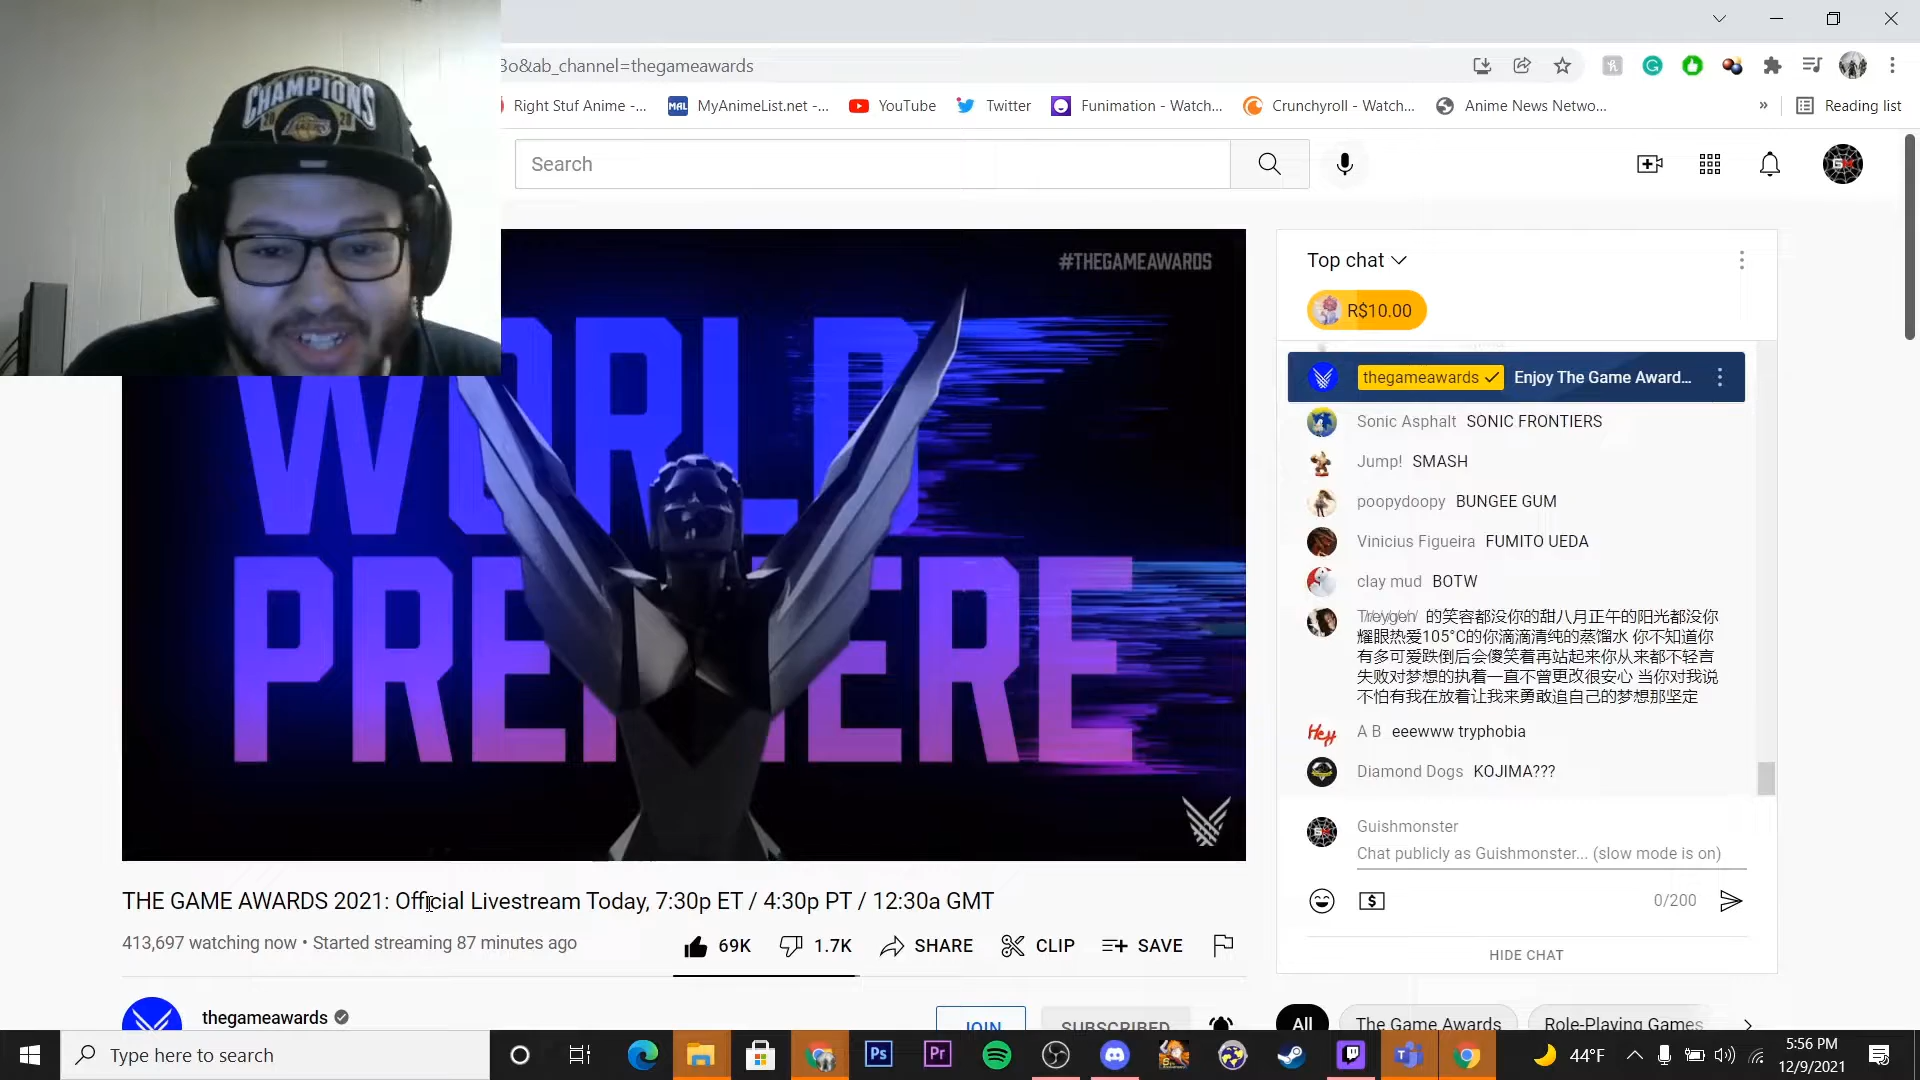 CHAMPIONS
3o&ab_channel=thegameawards
Right Stuf Anime -...
MAL MyAnimeList.net -...
YouTube
Twitter
Funimation - Watch...
Crunchyroll - Watch...
Anime News Netwo...
»
Reading list
Search
#THEGAMEAWARDS
WORLD
PREMIERE
Top chat
R$10.00
thegameawards Enjoy The Game Award...
Sonic Asphalt SONIC FRONTIERS
Jump! SMASH
poopydoopy BUNGEE GUM
Vinicius Figueira FUMITO UEDA
clay mud BOTW
的笑容都没你的甜八月正午的阳光都没你
耀眼热爱105°C的你滴滴清纯的蒸馏水 你不知道你
有多可爱跌倒后会傻笑着再站起来你从来都不轻言
失败对梦想的执着一直不曾更改很安心 当你对我说
不怕有我在放着让我来勇敢追自己的梦想那坚定
A B eeewww tryphobia
Diamond Dogs KOJIMA???
Guishmonster
Chat publicly as Guishmonster... (slow mode is on)
0/200
HIDE CHAT
THE GAME AWARDS 2021: Official Livestream Today, 7:30p ET / 4:30p PT / 12:30a GMT
413,697 watching now • Started streaming 87 minutes ago
69K
1.7K
SHARE
CLIP
SAVE
thegameawards
JOIN
SUBSCRIBED
All
The Game Awards
Role-Playing Games
Type here to search
Ps
Pr
44°F
5:56 PM
12/9/2021